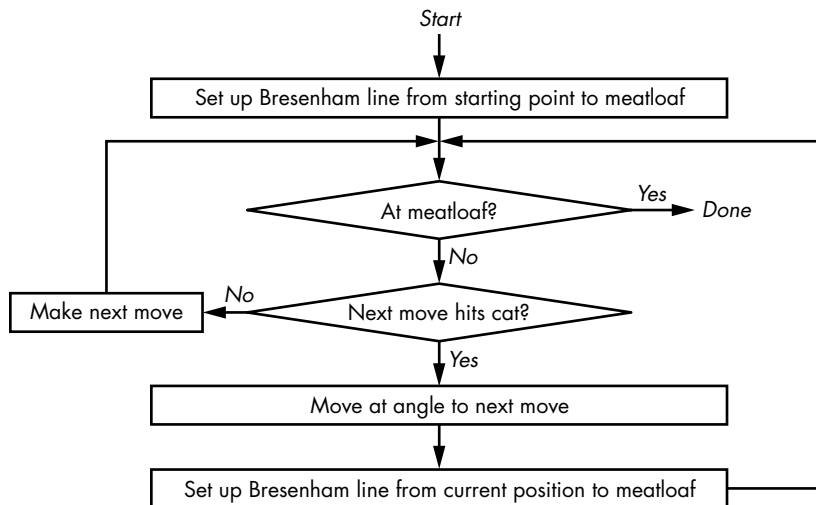 Start
Set up Bresenham line from starting point to meatloaf
At meatloaf?
Yes
Done
No
Next move hits cat?
No
Make next move
Yes
Move at angle to next move
Set up Bresenham line from current position to meatloaf